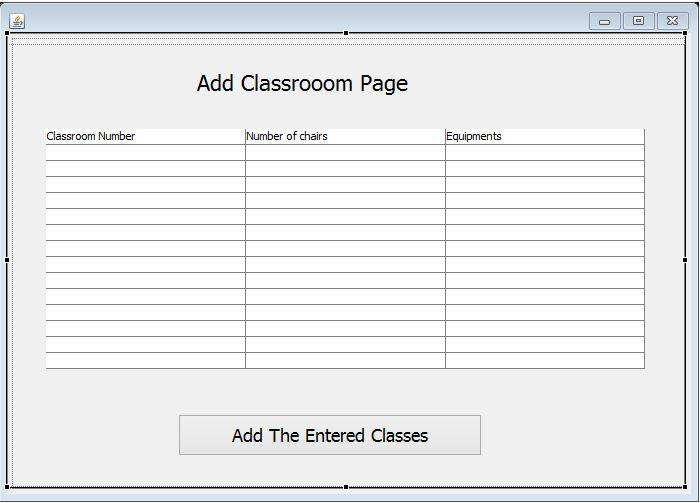 Add Classrooom Page
Classroom Number Number of chairs Equipments
Add The Entered Classes